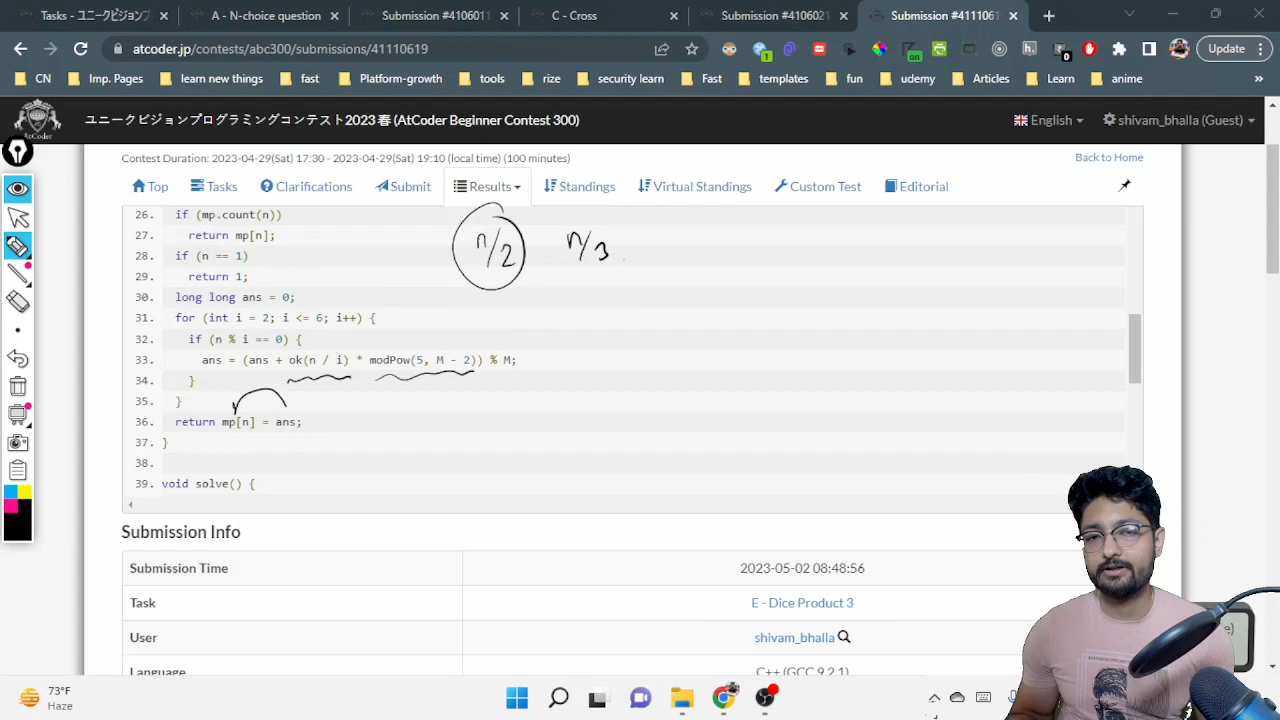 Tasks - ユニークビジョンプ
A - N-choice question
Submission #4106011
C - Cross
Submission #4106021
Submission #4111061
atcoder.jp/contests/abc300/submissions/41110619
Update
CN
Imp. Pages
learn new things
fast
Platform-growth
tools
rize
security learn
Fast
templates
fun
udemy
Articles
Learn
anime
»
AtCoder
ユニークビジョンプログラミングコンテスト2023 春 (AtCoder Beginner Contest 300)
English
shivam_bhalla (Guest)
Contest Duration: 2023-04-29(Sat) 17:30 - 2023-04-29(Sat) 19:10 (local time) (100 minutes)
Back to Home
Top
Tasks
Clarifications
Submit
Results
Standings
Virtual Standings
Custom Test
Editorial
26. if (mp.count(n))
27. return mp[n];
n/2 n/3
28. if (n == 1)
29. return 1;
30. long long ans = 0;
31. for (int i = 2; i <= 6; i++) {
32. if (n % i == 0) {
33. ans = (ans + ok(n / i) * modPow(5, M - 2)) % M;
34. }
35. }
36. return mp[n] = ans;
37. }
38.
39. void solve() {
Submission Info
Submission Time
2023-05-02 08:48:56
Task
E - Dice Product 3
User
shivam_bhalla
Language
C++ (GCC 9.2.1)
73°F
Haze